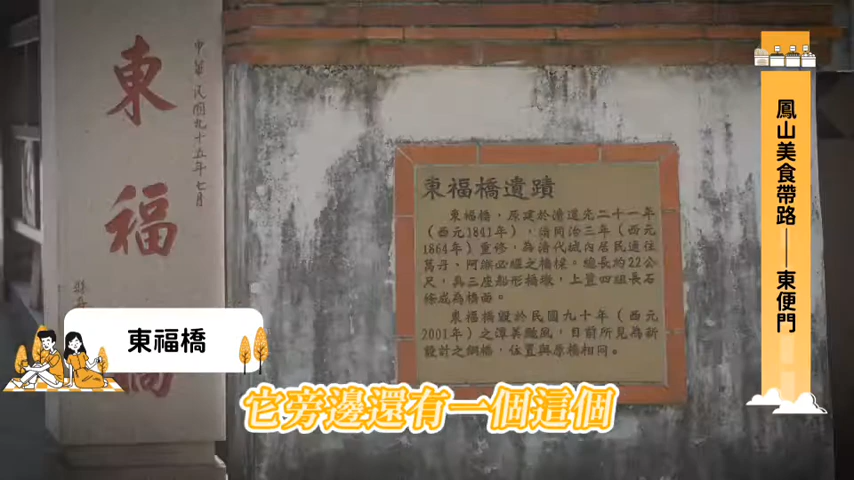 東福
中華民國九十五年七月
東福橋遺蹟
東福橋，原建於清道光二十一年
（西元1841年），清同治三年（西元
1864年）重修，為清代城內居民通往
萬丹、阿猴必經之橋樑。總長約22公
尺，具三座船形橋墩，上置四組長石
條成為橋面。
東福橋毀於民國九十年（西元
2001年）之潭美颱風，目前所見為新
設計之鋼橋，位置與原橋相同。
鳳山美食帶路——東便門
東福橋
它旁邊還有一個這個